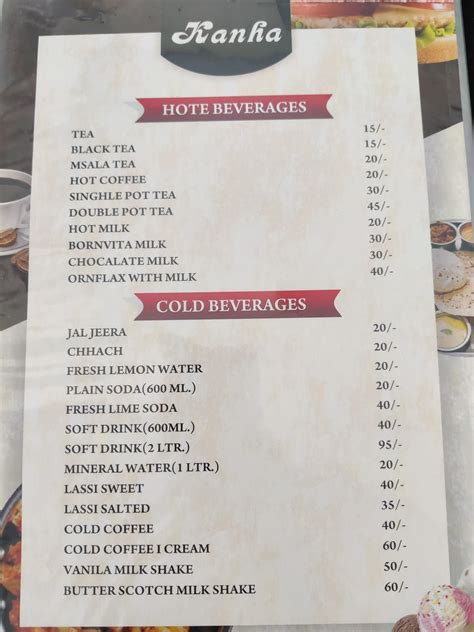 Kanha
HOTE BEVERAGES
TEA 15/-
BLACK TEA 15/-
MSALA TEA 20/-
HOT COFFEE 20/-
SINGHLE POT TEA 30/-
DOUBLE POT TEA 45/-
HOT MILK 20/-
BORNVITA MILK 30/-
CHOCALATE MILK 30/-
ORNFLAX WITH MILK 40/-
COLD BEVERAGES
JAL JEERA 20/-
CHHACH 20/-
FRESH LEMON WATER 20/-
PLAIN SODA(600 ML.) 20/-
FRESH LIME SODA 40/-
SOFT DRINK(600ML.) 40/-
SOFT DRINK(2 LTR.) 95/-
MINERAL WATER(1 LTR.) 20/-
LASSI SWEET 40/-
LASSI SALTED 35/-
COLD COFFEE 40/-
COLD COFFEE I CREAM 60/-
VANILA MILK SHAKE 50/-
BUTTER SCOTCH MILK SHAKE 60/-